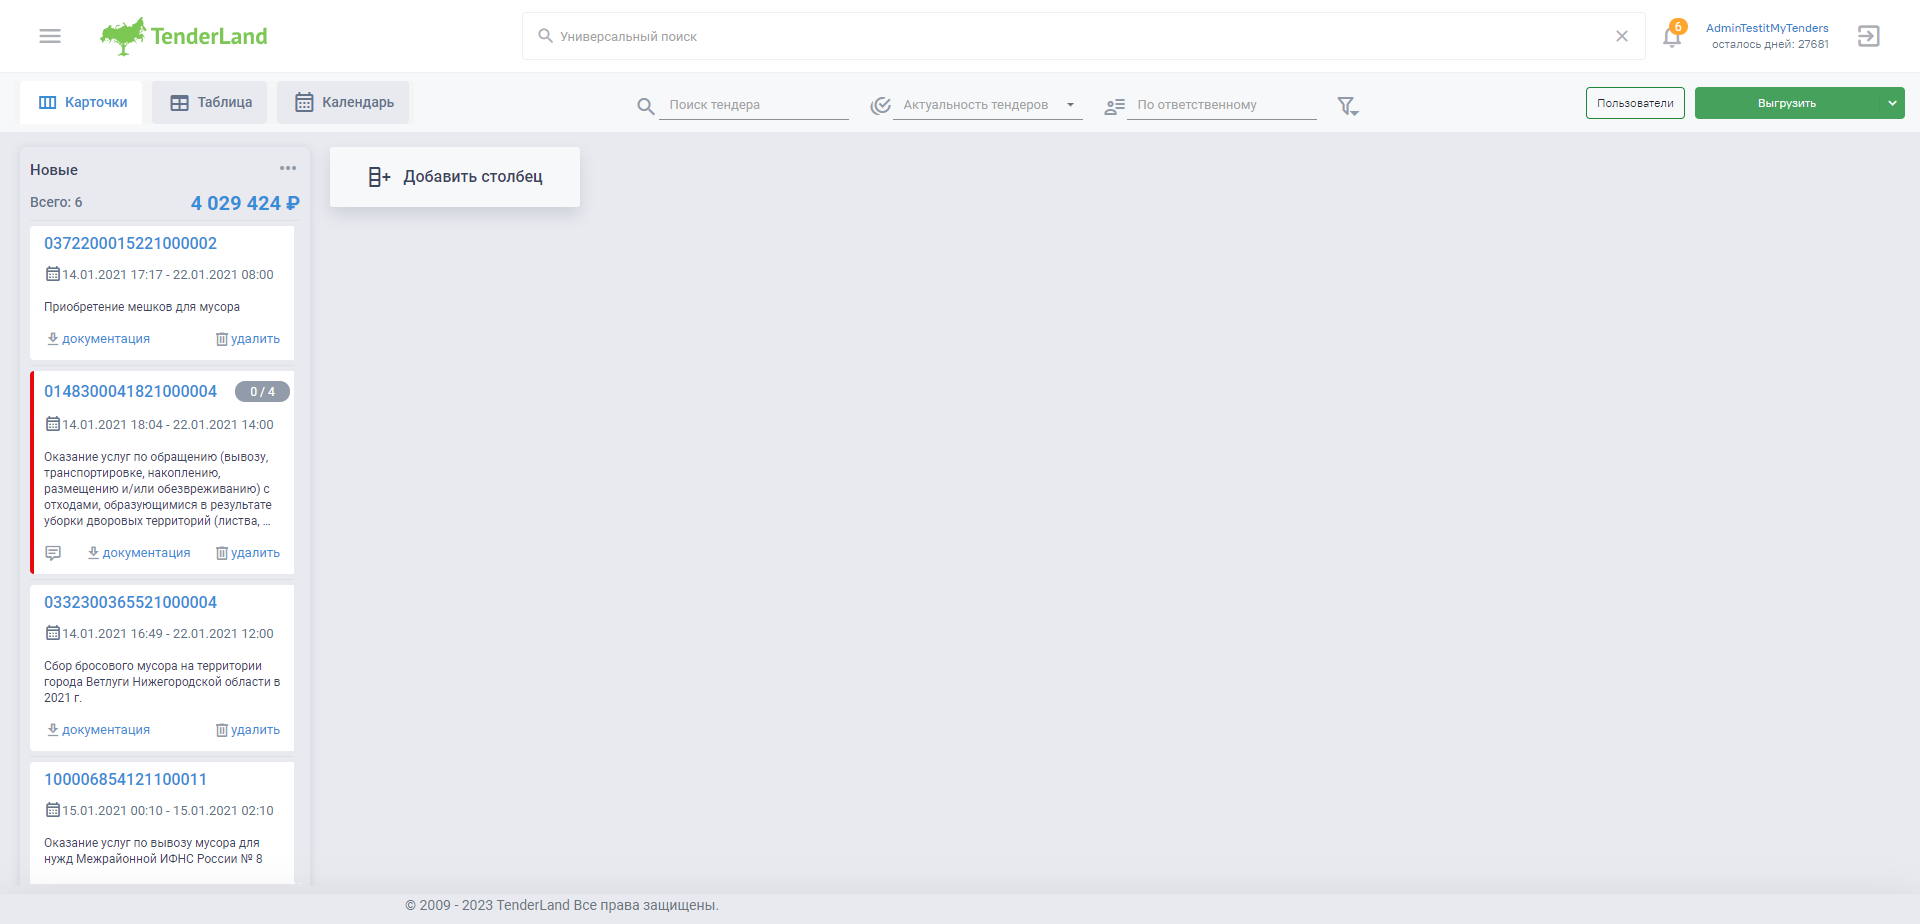 TenderLand
Универсальный поиск
6
AdminTestitMyTenders
осталось дней: 27681
Карточки
Таблица
Календарь
Поиск тендера
Актуальность тендеров
По ответственному
Пользователи
Выгрузить
Новые
Всего: 6
4 029 424 ₽
Добавить столбец
0372200015221000002
14.01.2021 17:17 - 22.01.2021 08:00
Приобретение мешков для мусора
документация
удалить
0148300041821000004
0 / 4
14.01.2021 18:04 - 22.01.2021 14:00
Оказание услуг по обращению (вывозу,
транспортировке, накоплению,
размещению и/или обезвреживанию) с
отходами, образующимися в результате
уборки дворовых территорий (листва, ...
документация
удалить
0332300365521000004
14.01.2021 16:49 - 22.01.2021 12:00
Сбор бросового мусора на территории
города Ветлуги Нижегородской области в
2021 г.
документация
удалить
100006854121100011
15.01.2021 00:10 - 15.01.2021 02:10
Оказание услуг по вывозу мусора для
нужд Межрайонной ИФНС России № 8
© 2009 - 2023 TenderLand Все права защищены.